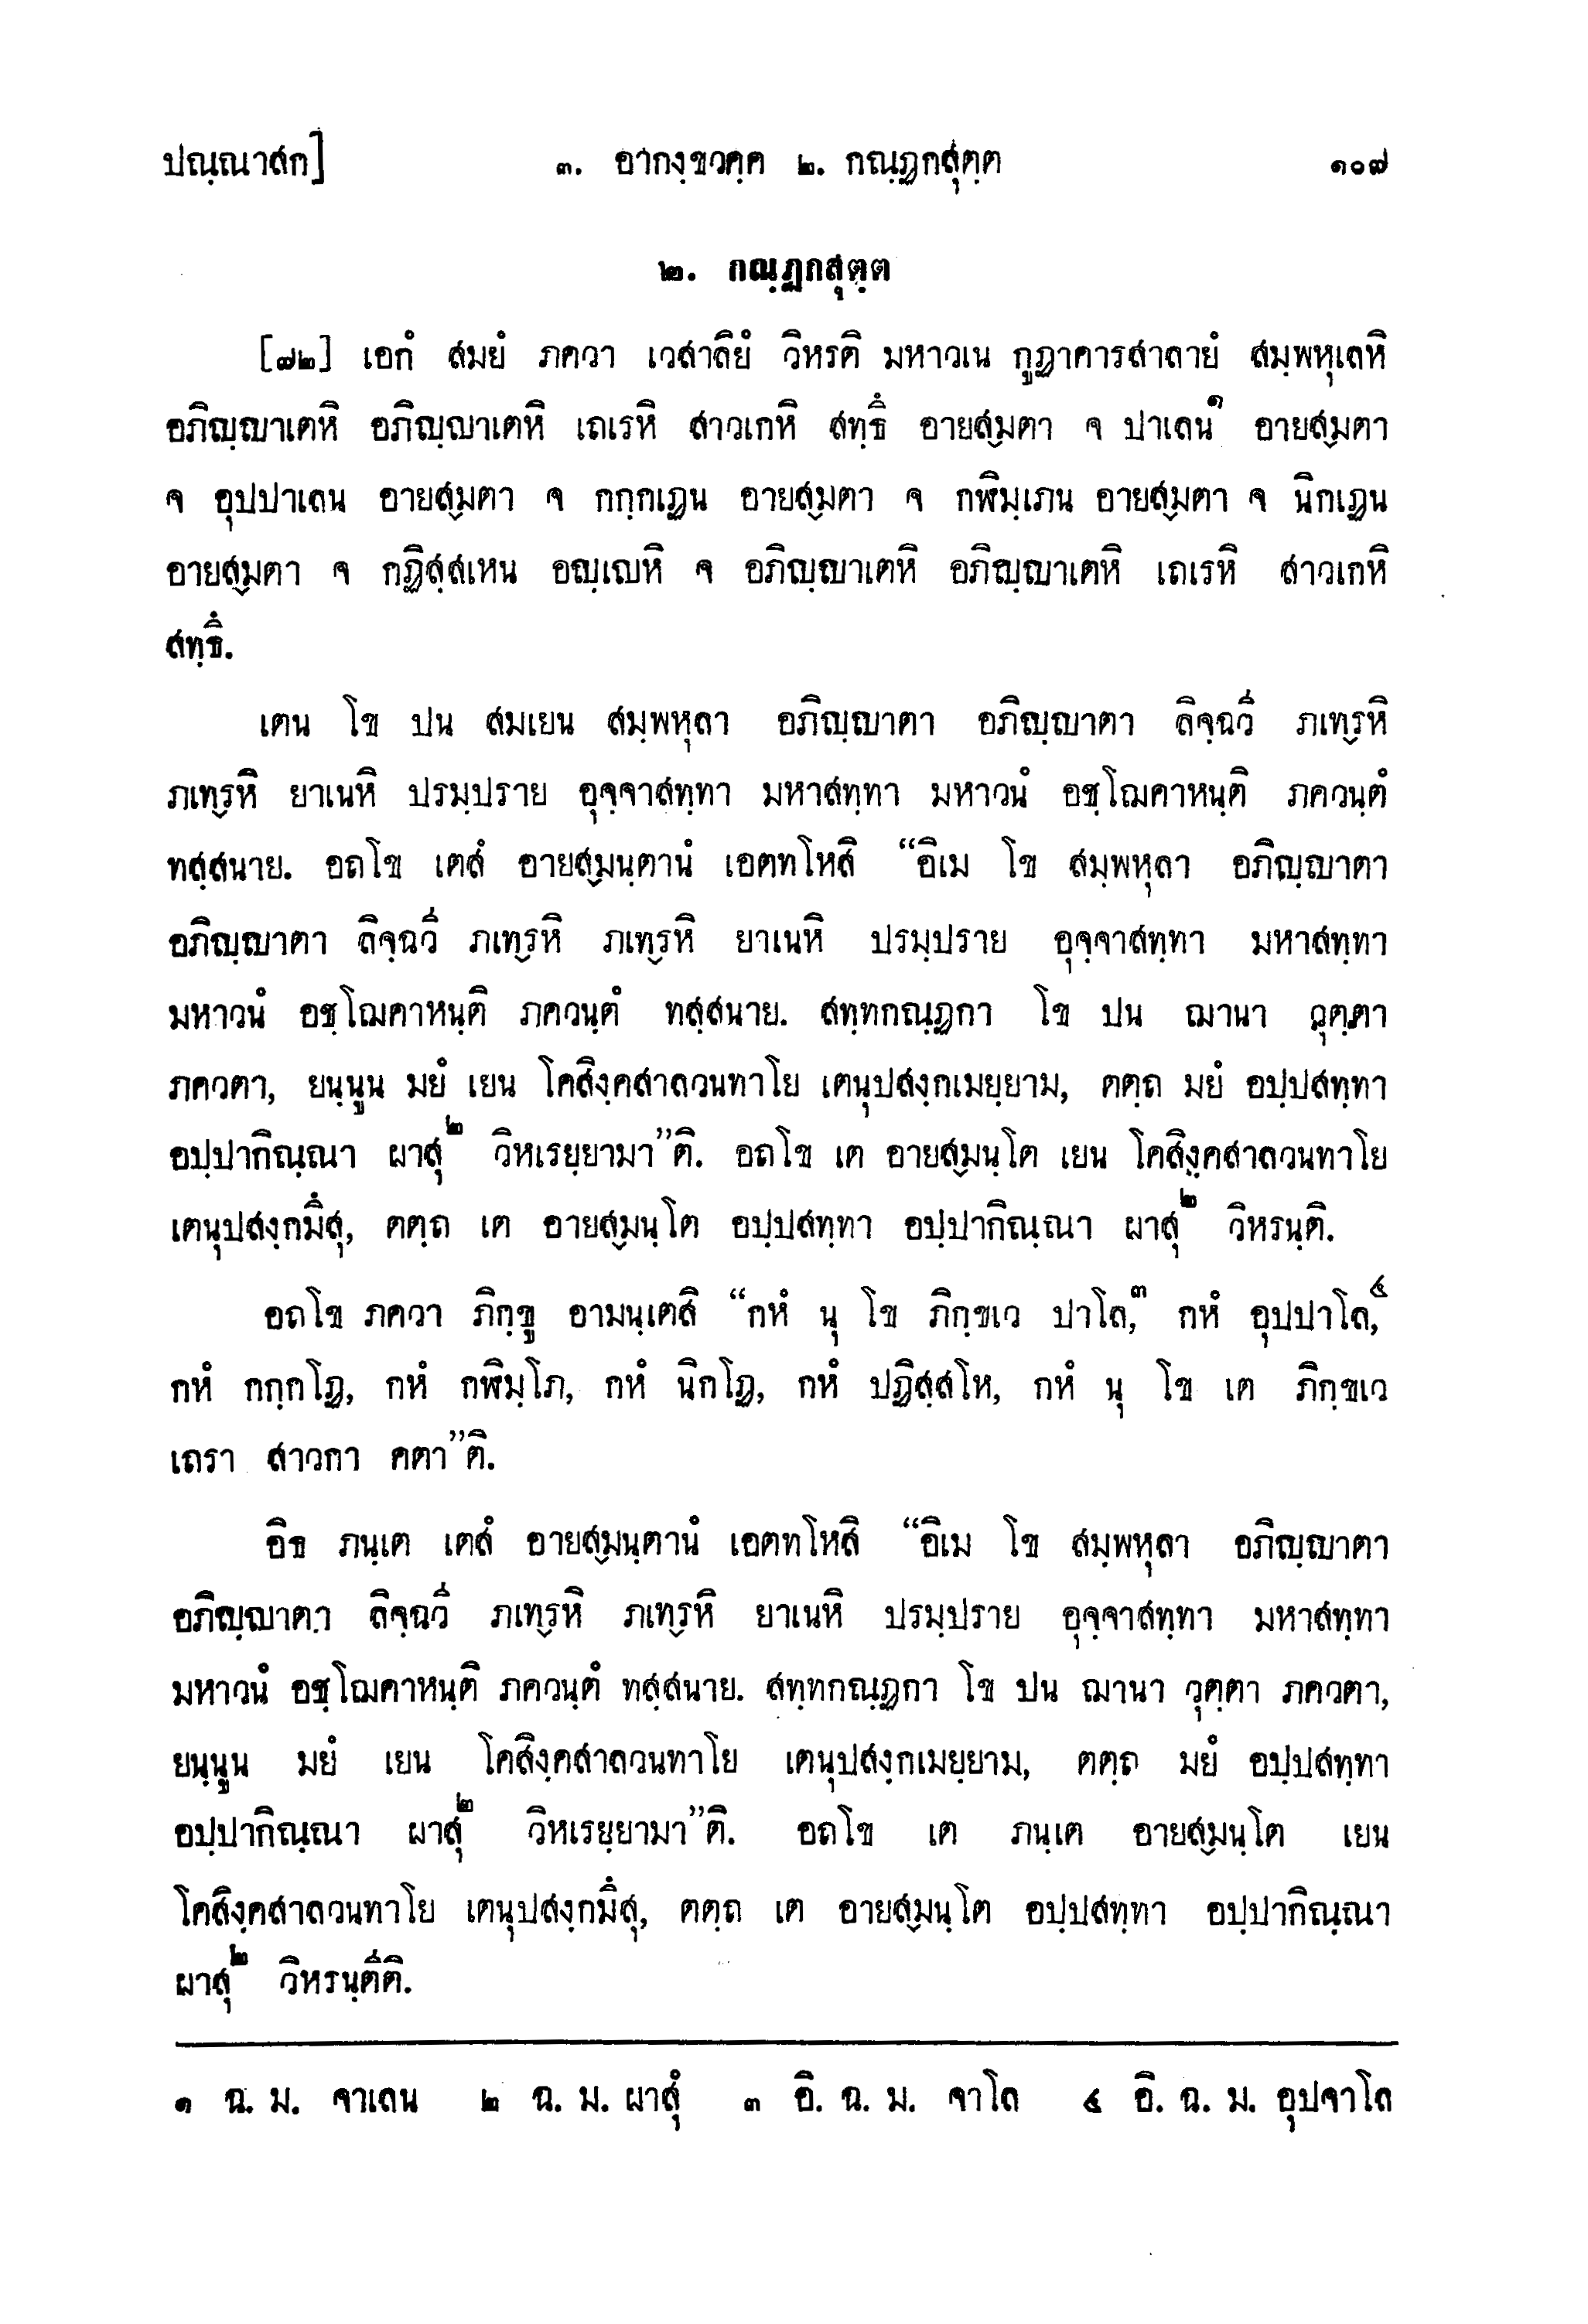 ปณฺณาสก]	๓. อากงฺขวคฺค ๒. กณฺฏกสุตฺต	๑๐๗
๒. กณฺฏกสุตฺต
[๗๒] เอกํ สมยํ ภควา เวสาลิยํ วิหรติ มหาวเน กูฏาคารสาลายํ สมฺพหุเลหิ
อภิญฺญาเตหิ อภิญฺญาเตหิ เถเรหิ สาวเกหิ สทฺธึ อายสฺมตา จ ปาเลน๑ อายสฺมตา
จ อุปปาเลน อายสฺมตา จ กกฺกเฏน อายสฺมตา จ กฬิมฺเภน อายสฺมตา จ นิกเฏน
อายสฺมตา จ กฏิสฺสเหน อญฺเญหิ จ อภิญฺญาเตหิ อภิญฺญาเตหิ เถเรหิ สาวเกหิ
สทฺธึ.
เตน โข ปน สมเยน สมฺพหุลา อภิญฺญาตา อภิญฺญาตา ลิจฺฉวี ภเทฺรหิ
ภเทฺรหิ ยาเนหิ ปรมฺปราย อุจฺจาสทฺทา มหาสทฺทา มหาวนํ อชฺโฌคาหนฺติ ภควนฺตํ
ทสฺสนาย. อถโข เตสํ อายสฺมนฺตานํ เอตทโหสิ “อิเม โข สมฺพหุลา อภิญฺญาตา
อภิญฺญาตา ลิจฺฉวี ภเทฺรหิ ภเทฺรหิ ยาเนหิ ปรมฺปราย อุจฺจาสทฺทา มหาสทฺทา
มหาวนํ อชฺโฌคาหนฺติ ภควนฺตํ ทสฺสนาย. สทฺทกณฺฏกา โข ปน ฌานา วุตฺตา
ภควตา, ยนฺนูน มยํ เยน โคสิงฺคสาลวนทาโย เตนุปสงฺกเมยฺยาม, ตตฺถ มยํ อปฺปสทฺทา
อปฺปากิณฺณา ผาสุ๒ วิหเรยฺยามา”ติ. อถโข เต อายสฺมนฺโต เยน โคสิงฺคสาลวนทาโย
เตนุปสงฺกมึสุ, ตตฺถ เต อายสฺมนฺโต อปฺปสทฺทา อปฺปากิณฺณา ผาสุ๒ วิหรนฺติ.
อถโข ภควา ภิกฺขู อามนฺเตสิ “กหํ นุ โข ภิกฺขเว ปาโล,๓ กหํ อุปปาโล,๔
กหํ กกฺกโฏ, กหํ กฬิมฺโภ, กหํ นิกโฏ, กหํ ปฏิสฺสโห, กหํ นุ โข เต ภิกฺขเว
เถรา สาวกา คตา”ติ.
อิธ ภนฺเต เตสํ อายสฺมนฺตานํ เอตทโหสิ “อิเม โข สมฺพหุลา อภิญฺญาตา
อภิญฺญาตา ลิจฺฉวี ภเทฺรหิ ภเทฺรหิ ยาเนหิ ปรมฺปราย อุจฺจาสทฺทา มหาสทฺทา
มหาวนํ อชฺโฌคาหนฺติ ภควนฺตํ ทสฺสนาย. สทฺทกณฺฏกา โข ปน ฌานา วุตฺตา ภควตา,
ยนฺนูน มยํ เยน โคสิงฺคสาลวนทาโย เตนุปสงฺกเมยฺยาม, ตตฺถ มยํ อปฺปสทฺทา
อปฺปากิณฺณา ผาสุ๒ วิหเรยฺยามา”ติ. อถโข เต ภนฺเต อายสฺมนฺโต เยน
โคสิงฺคสาลวนทาโย เตนุปสงฺกมึสุ, ตตฺถ เต อายสฺมนฺโต อปฺปสทฺทา อปฺปากิณฺณา
ผาสุ๒ วิหรนฺตีติ.
๑ ฉ. ม. จาเลน ๒ ฉ. ม. ผาสุํ ๓ อิ. ฉ. ม. จาโล ๔ อิ. ฉ. ม. อุปจาโล